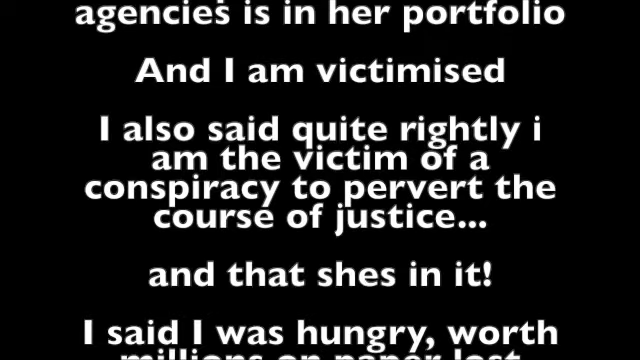 agencies is in her portfolio
And I am victimised
I also said quite rightly i
am the victim of a
conspiracy to pervert the
course of justice...
and that shes in it!
I said I was hungry, worth
millions on paper lost